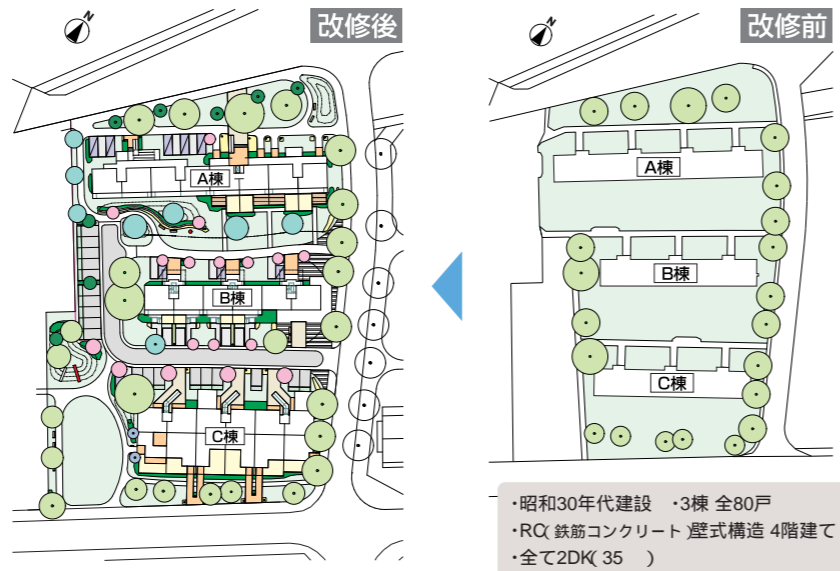 N
改修後
A棟
B棟
C棟
N
改修前
A棟
B棟
C棟
・昭和30年代建設 ・3棟 全80戸
・RC(鉄筋コンクリート)壁式構造 4階建て
・全て2DK(35 )